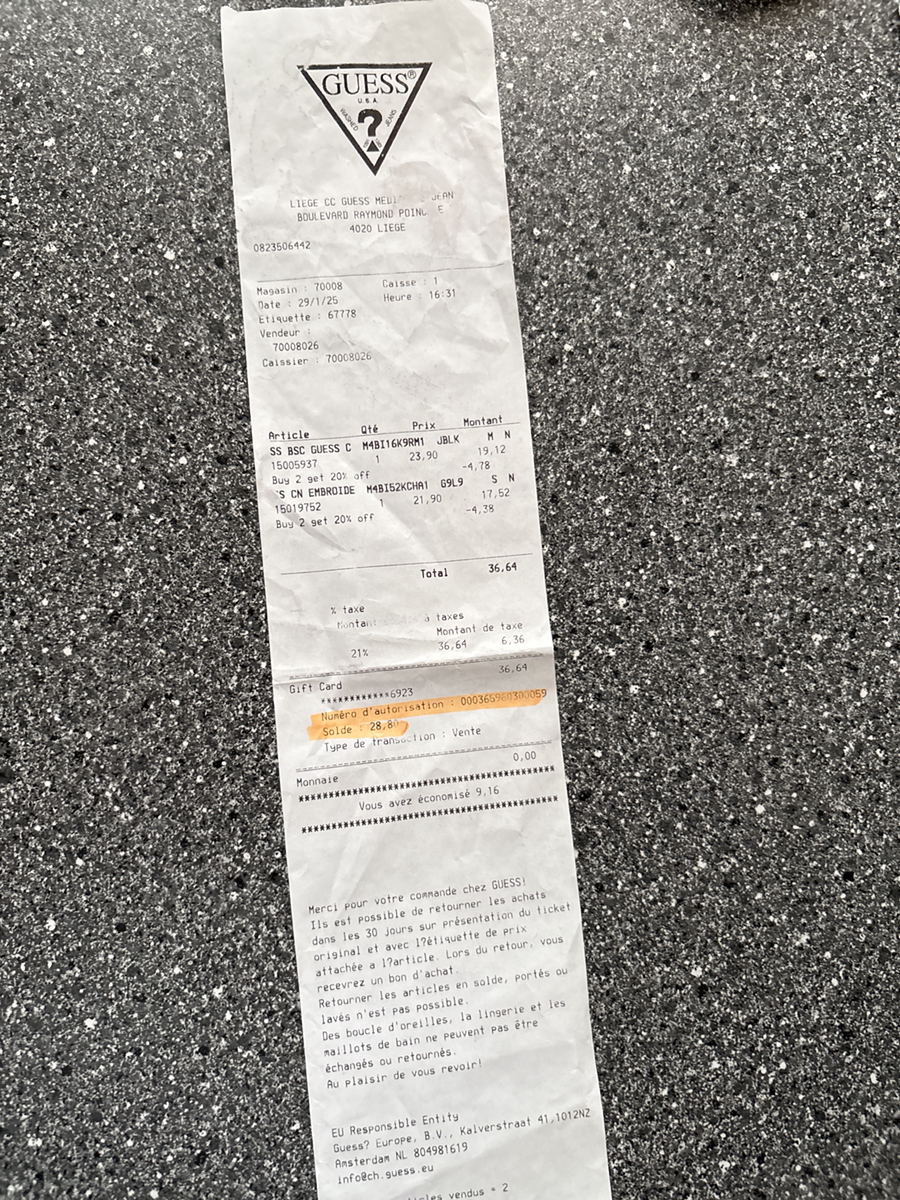 GUESS®
U.S.A.
WASHED JEANS
?
LIEGE CC GUESS
BOULEVARD RAYMOND
4020 LIEGE
0823506442
Magasin : 70008 Caisse : 1
Date : 29/1/25 Heure : 16:31
Etiquette : 67778
Vendeur :
70008026
Caissier : 70008026
Article Qté Prix Montant
SS BSC GUESS C M4BI16K9RM1 JBLK M N
15005937 1 23,90 19,12
Buy 2 get 20% off -4,78
'S CN EMBROIDE M4BI52KCHA1 G9L9 S N
15019752 1 21,90 17,52
Buy 2 get 20% off -4,38
Total 36,64
% taxe
à taxes
Montant de taxe
21% 36,64 6,36
Gift Card 36,64
***********6923
Numéro d'autorisation :
Solde : 28,80
Type de transaction : Vente
Monnaie 0,00
Vous avez économisé 9,16
Merci pour votre commande chez GUESS!
Ils est possible de retourner les achats
dans les 30 jours sur présentation du ticket
original et avec l?étiquette de prix
attachée a l?article. Lors du retour, vous
recevrez un bon d'achat.
Retourner les articles en solde, portés ou
lavés n'est pas possible.
Des boucle d'oreilles, la lingerie et les
maillots de bain ne peuvent pas être
échangés ou retournés.
Au plaisir de vous revoir!
EU Responsible Entity
Guess? Europe, B.V., Kalverstraat 41,1012NZ
Amsterdam NL 804981619
info@ch.guess.eu
vendus = 2